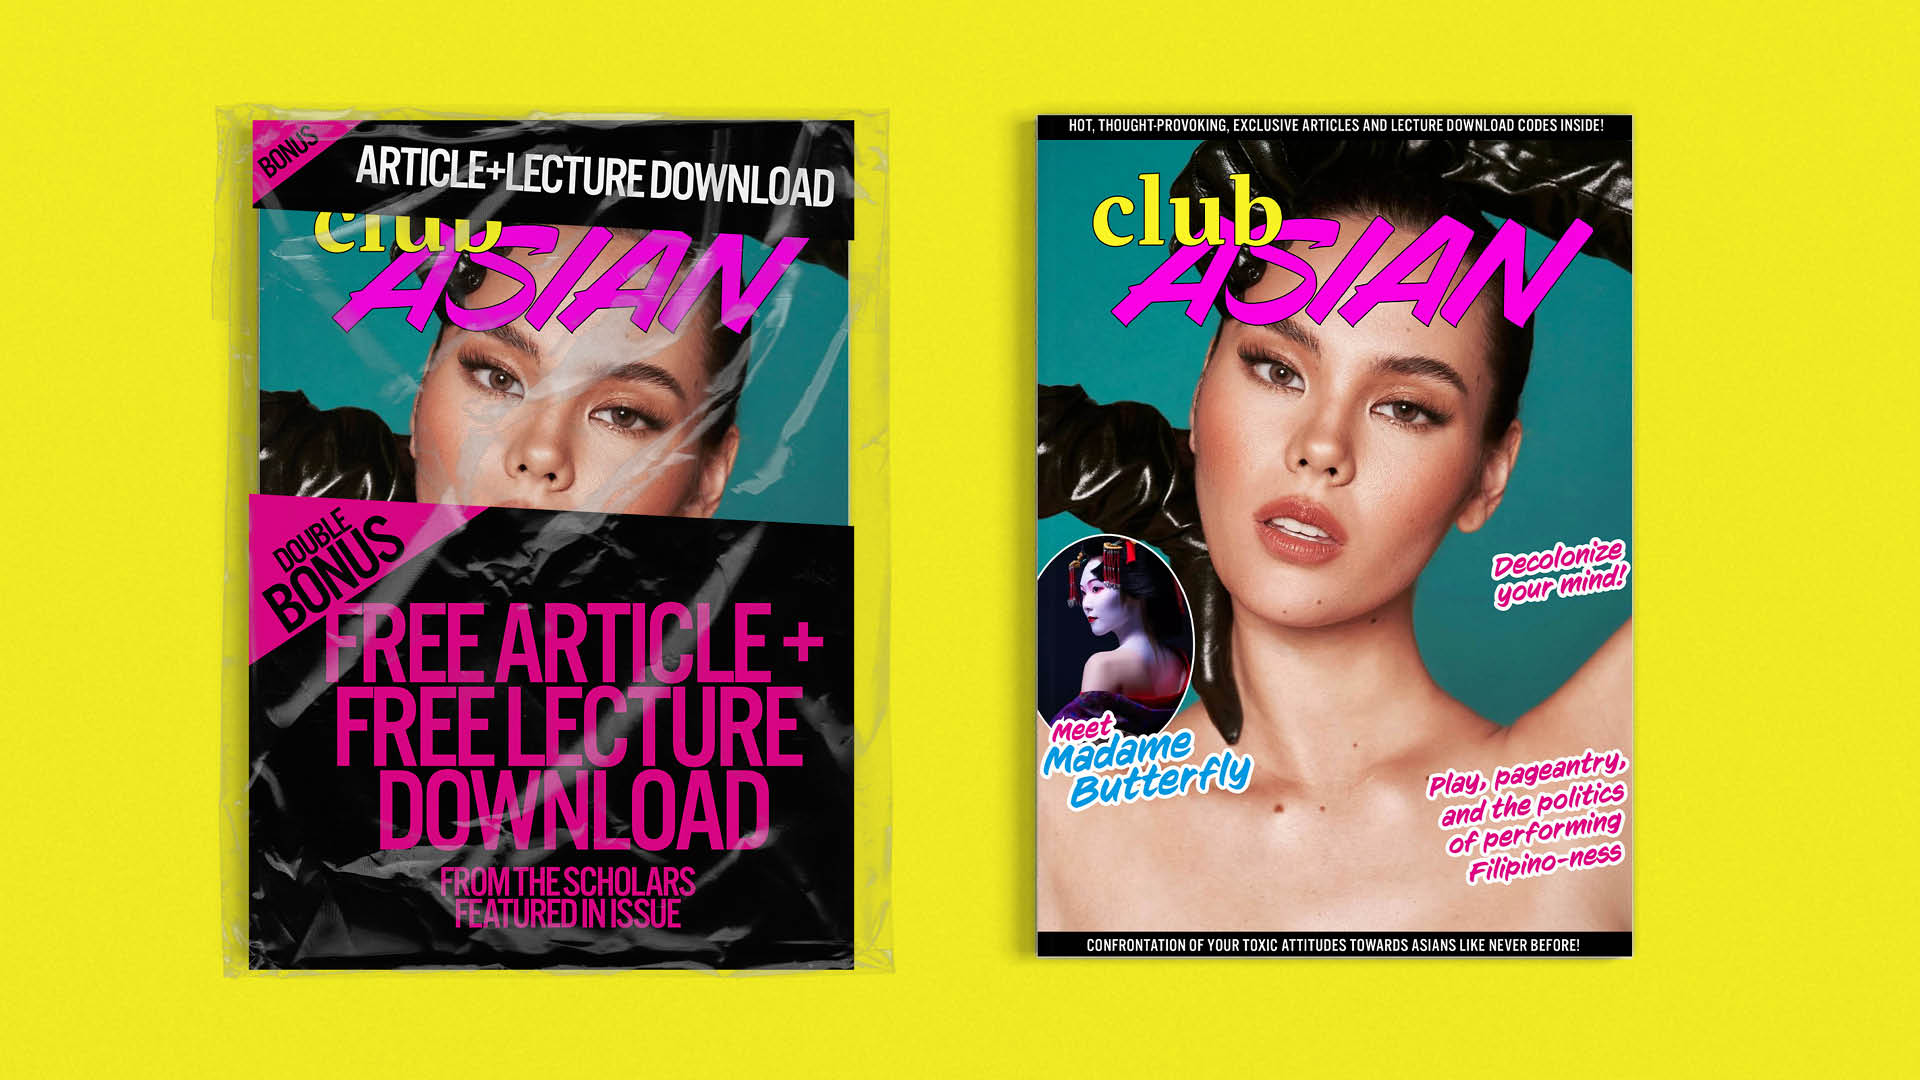 BONUS
ARTICLE+LECTURE DOWNLOAD
club
ASIAN
DOUBLE
BONUS
FREE ARTICLE +
FREE LECTURE
DOWNLOAD
FROM THE SCHOLARS
FEATURED IN ISSUE
HOT, THOUGHT-PROVOKING, EXCLUSIVE ARTICLES AND LECTURE DOWNLOAD CODES INSIDE!
club
ASIAN
Decolonize
your mind!
Meet
Madame
Butterfly
Play, pageantry,
and the politics
of performing
Filipino-ness
CONFRONTATION OF YOUR TOXIC ATTITUDES TOWARDS ASIANS LIKE NEVER BEFORE!